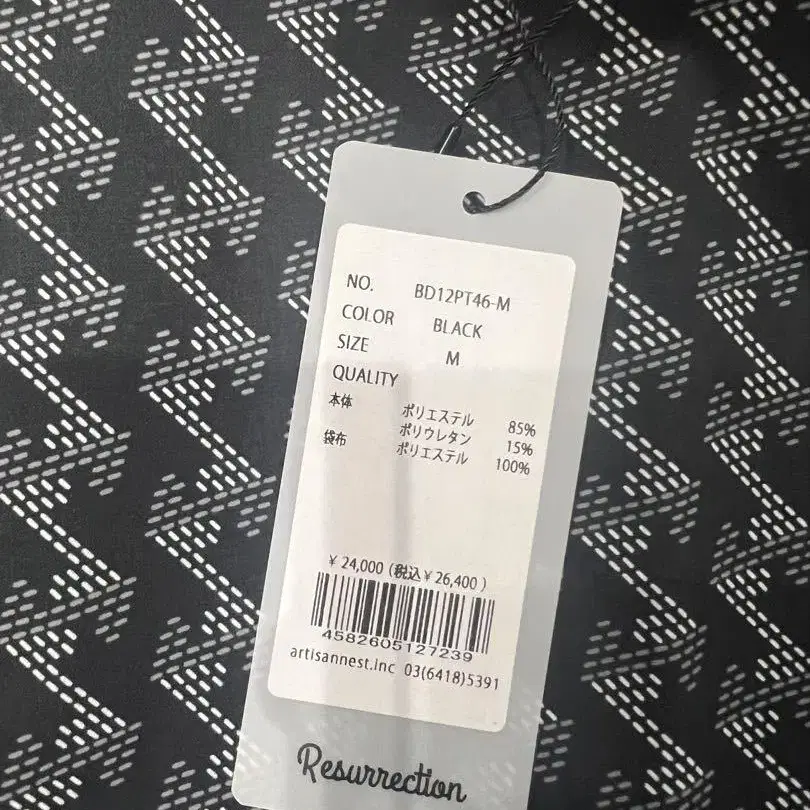 NO. BD12PT46-M
COLOR BLACK
SIZE M
QUALITY
本体 ポリエステル 85%
ポリウレタン 15%
袋布 ポリエステル 100%
¥ 24,000 (税込 ¥ 26,400 )
4582605127239
artisannest.inc 03(6418)5391
Resurrection